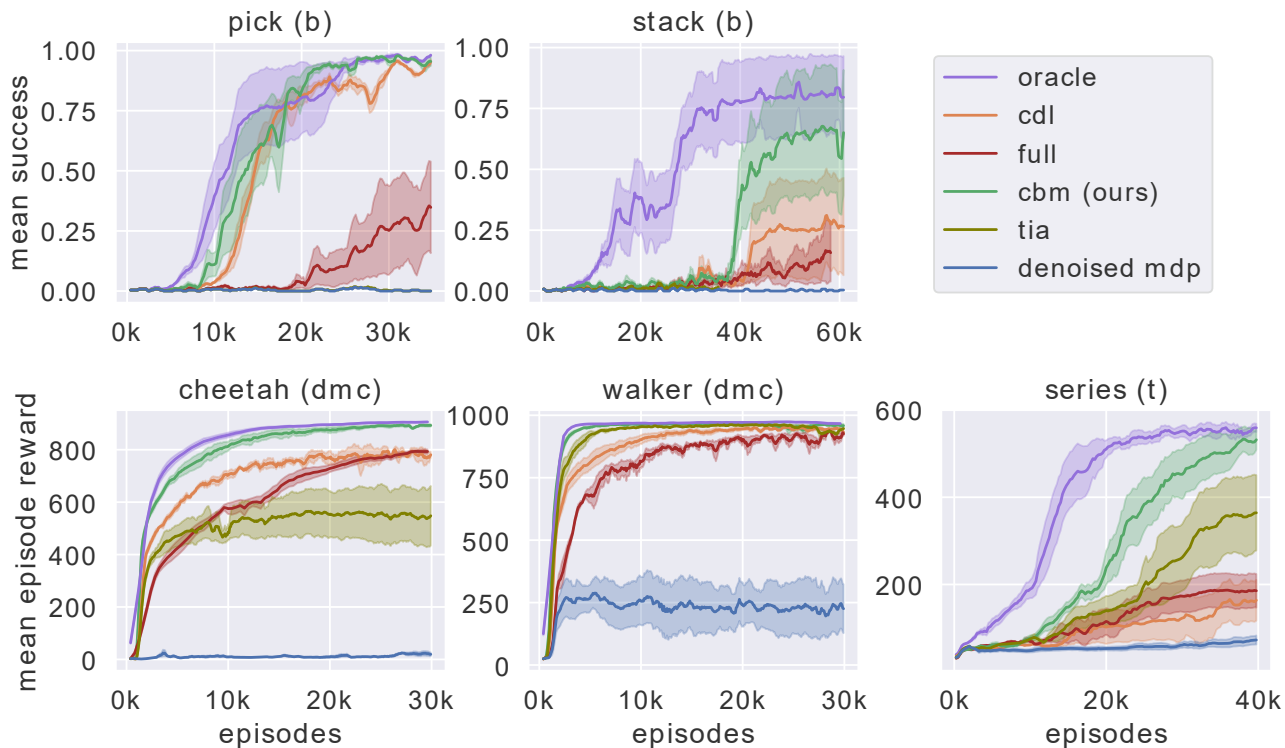 pick (b)
stack (b)
mean success
1.00
0.75
0.50
0.25
0.00
0k
10k
20k
30k
1.00
0.75
0.50
0.25
0.00
0k
20k
40k
60k
oracle
cdl
full
cbm (ours)
tia
denoised mdp
cheetah (dmc)
walker (dmc)
series (t)
mean episode reward
800
600
400
200
0
0k
10k
20k
30k
episodes
1000
750
500
250
0
0k
10k
20k
30k
episodes
600
400
200
0k
20k
40k
episodes